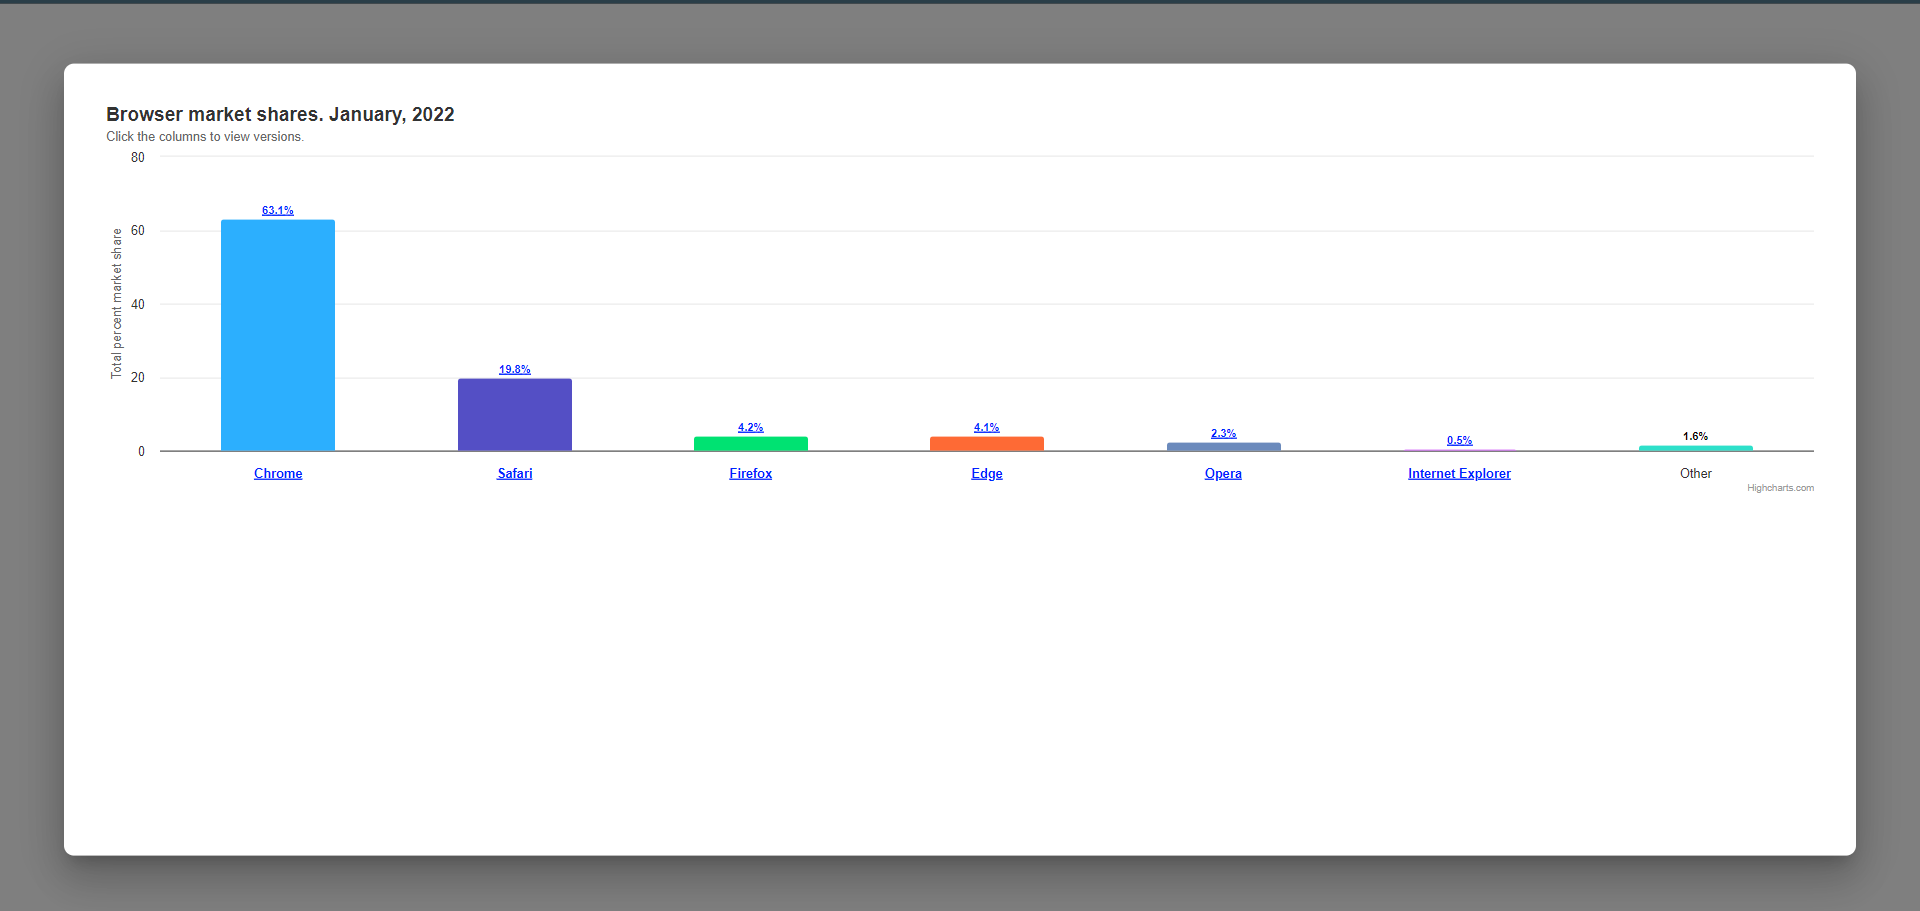 Browser market shares. January, 2022
Click the columns to view versions.
Total percent market share
80
60
40
20
0
63.1%
19.8%
4.2%
4.1%
2.3%
0.5%
1.6%
Chrome
Safari
Firefox
Edge
Opera
Internet Explorer
Other
Highcharts.com